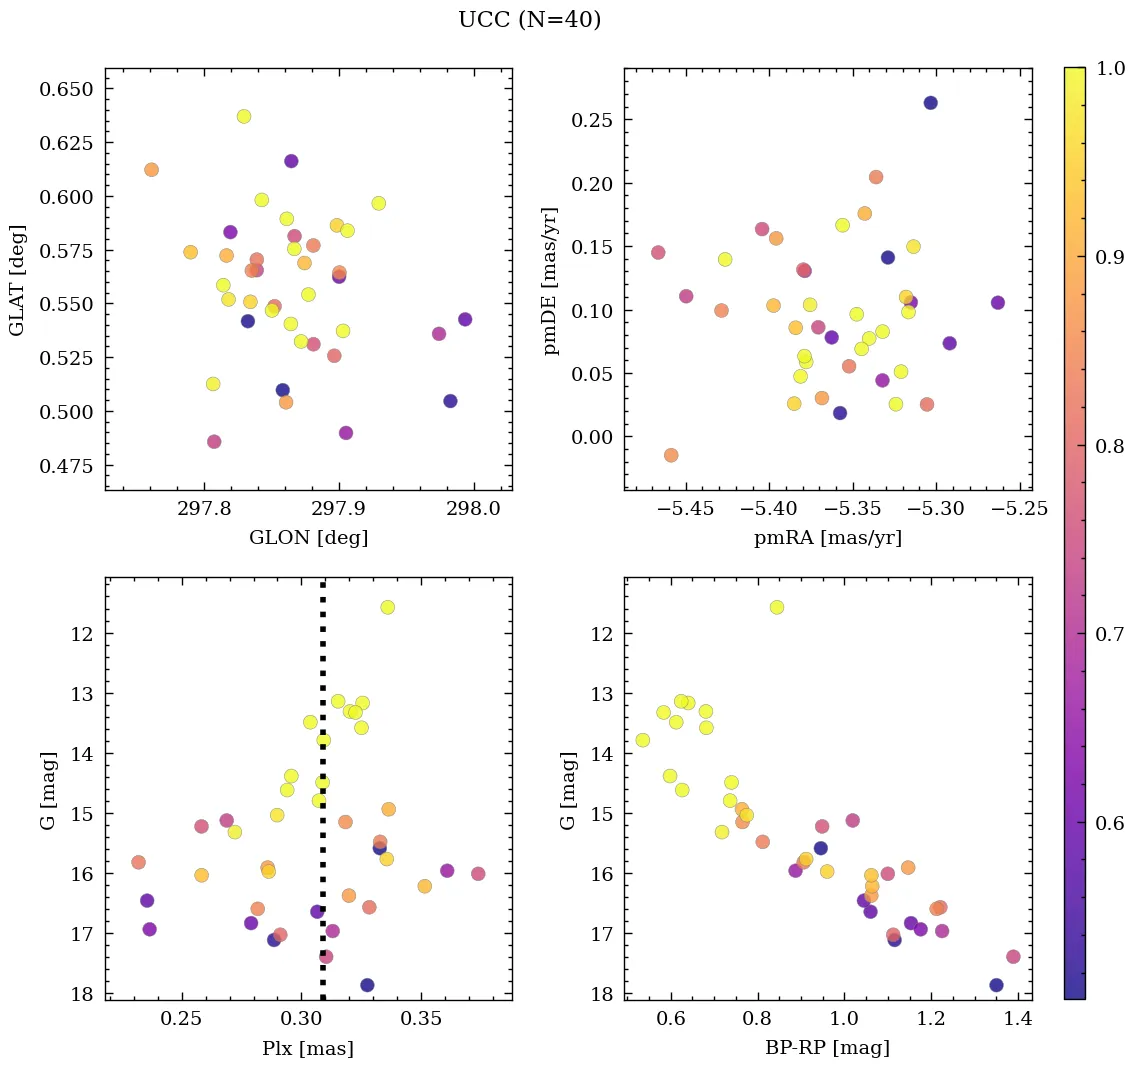 UCC (N=40)
0.650
0.625
0.600
0.575
0.550
0.525
0.500
0.475
GLAT [deg]
297.8 297.9 298.0
GLON [deg]
0.25
0.20
0.15
0.10
0.05
0.00
pmDE [mas/yr]
−5.45 −5.40 −5.35 −5.30 −5.25
pmRA [mas/yr]
1.0
0.9
0.8
0.7
0.6
12
13
14
15
16
17
18
G [mag]
0.25 0.30 0.35
Plx [mas]
12
13
14
15
16
17
18
G [mag]
0.6 0.8 1.0 1.2 1.4
BP-RP [mag]